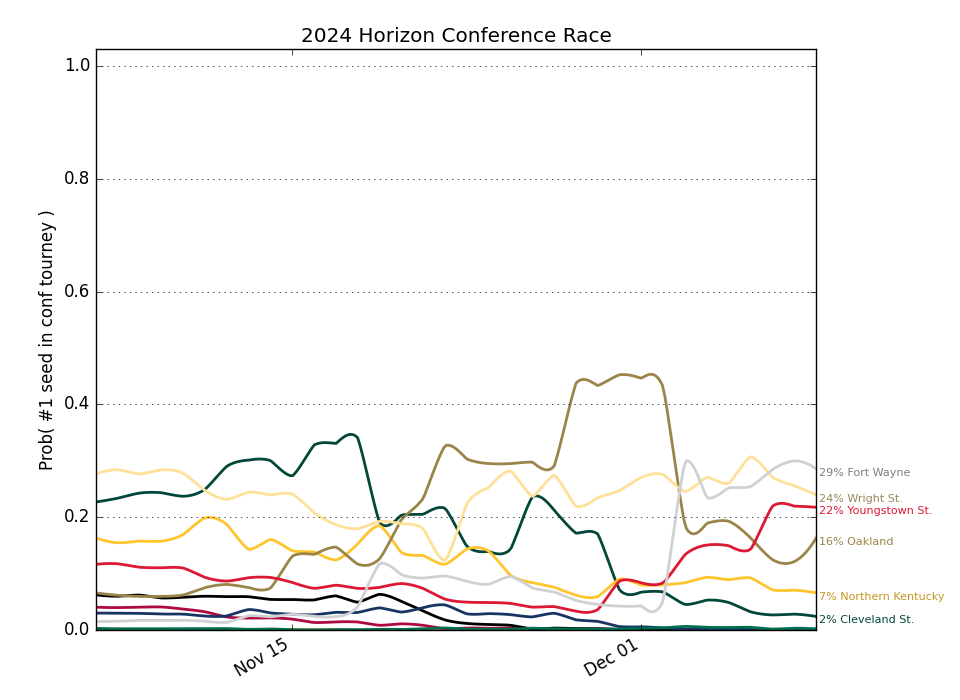 2024 Horizon Conference Race
Prob( #1 seed in conf tourney )
1.0
0.8
0.6
0.4
0.2
0.0
Nov 15
Dec 01
29% Fort Wayne
24% Wright St.
22% Youngstown St.
16% Oakland
7% Northern Kentucky
2% Cleveland St.